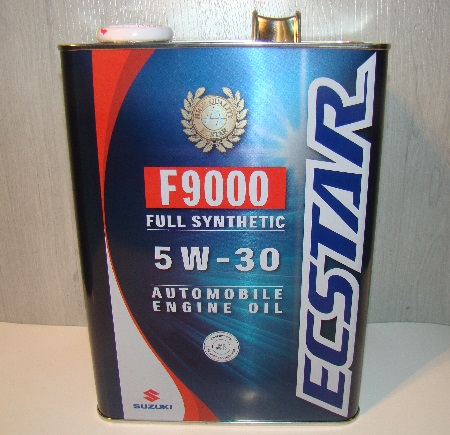 F9000
FULL SYNTHETIC
5W-30
AUTOMOBILE
ENGINE OIL
SUZUKI
ECSTAR